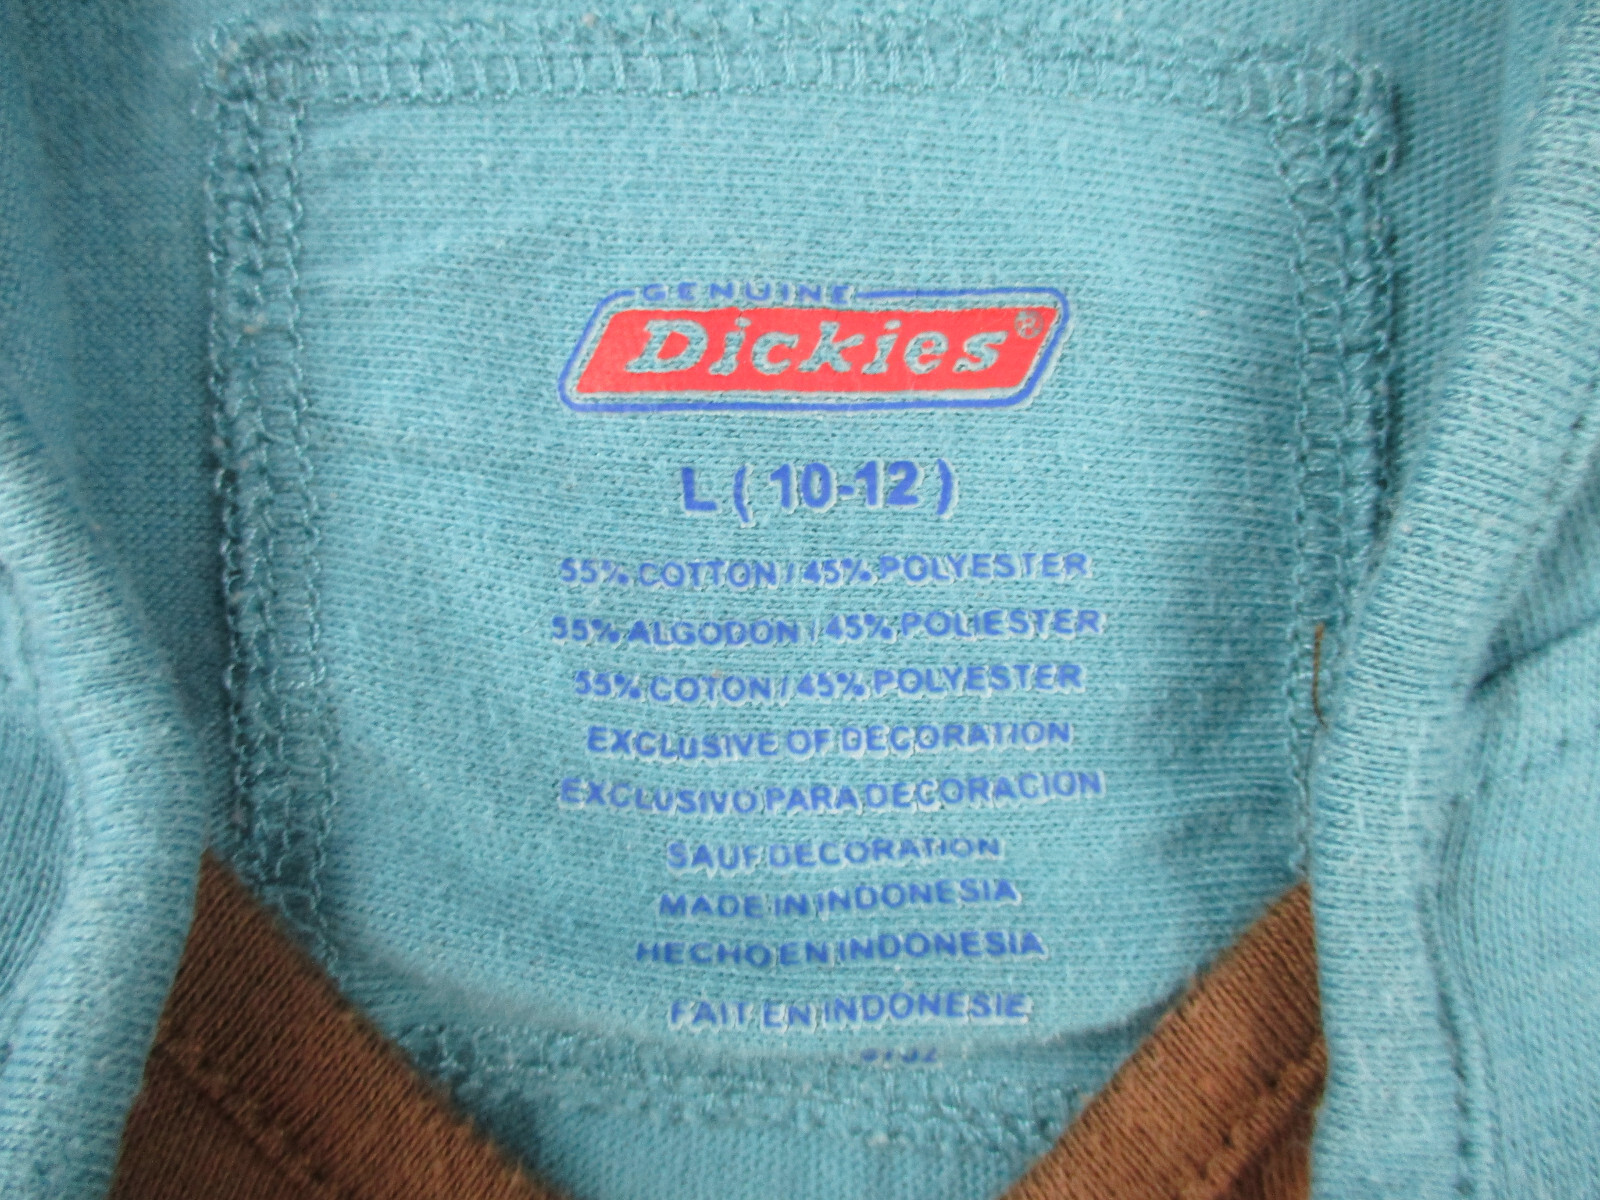 GENUINE
Dickies®
L ( 10-12 )
55% COTTON / 45% POLYESTER
55% ALGODON / 45% POLIESTER
55% COTON / 45% POLYESTER
EXCLUSIVE OF DECORATION
EXCLUSIVO PARA DECORACION
SAUF DECORATION
MADE IN INDONESIA
HECHO EN INDONESIA
FAIT EN INDONESIE